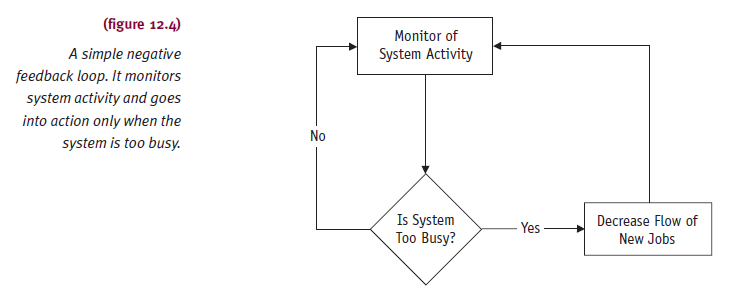 (figure 12.4)
A simple negative
feedback loop. It monitors
system activity and goes
into action only when the
system is too busy.
Monitor of
System Activity
No
Is System
Too Busy?
Yes
Decrease Flow of
New Jobs